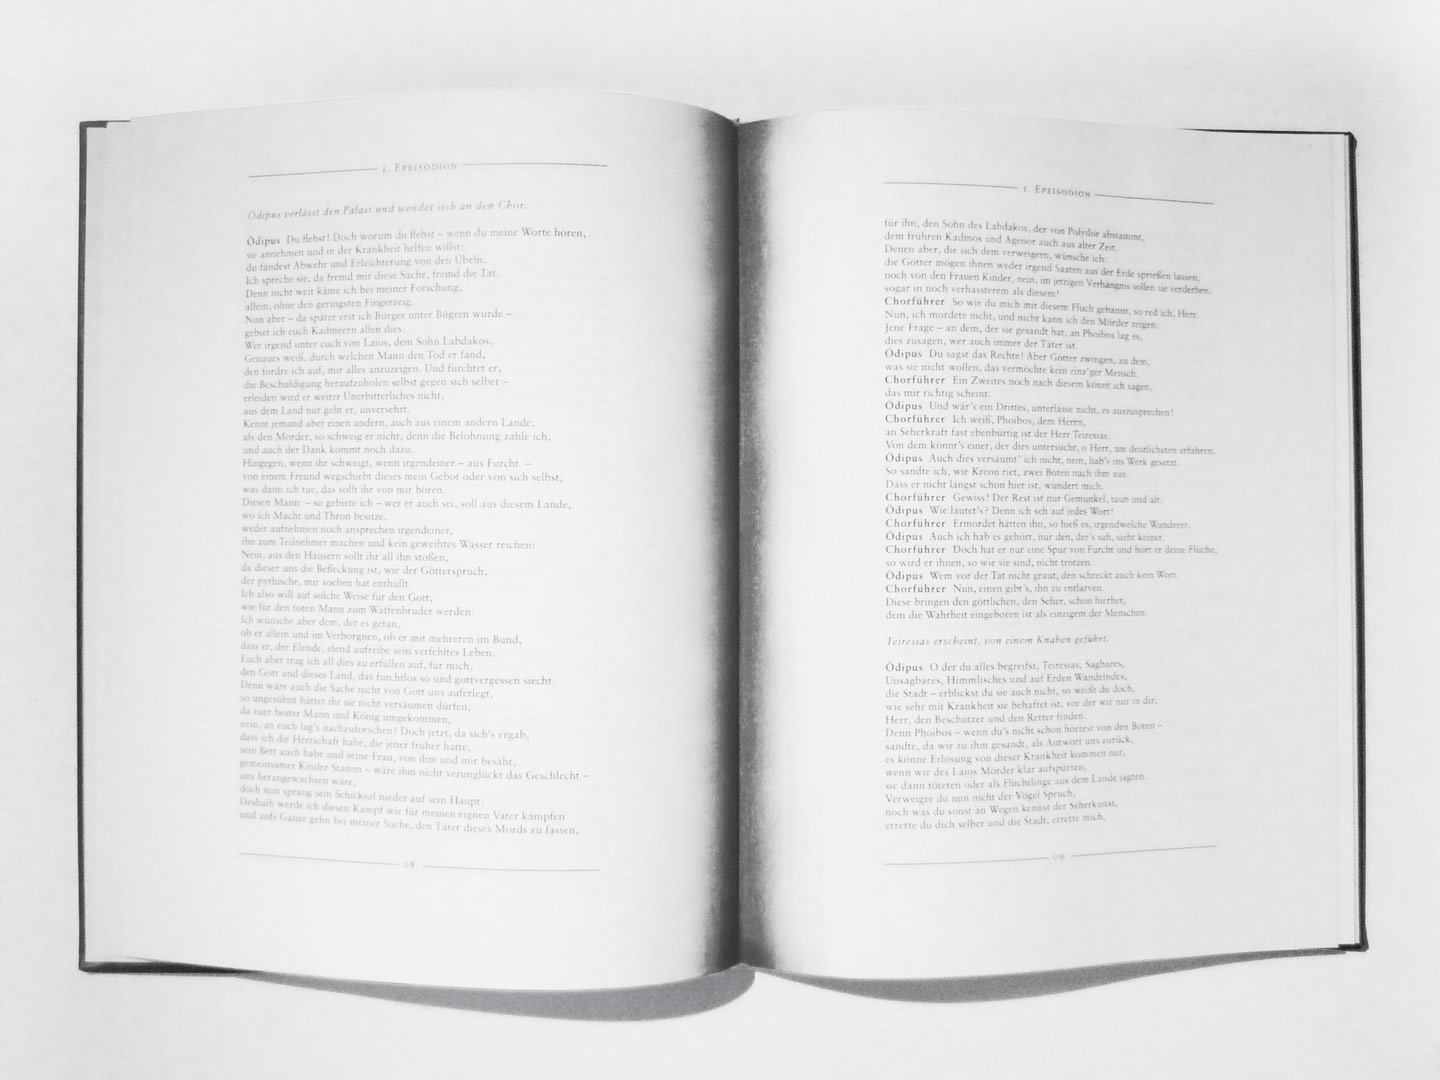 1. Epeisodion
Ödipus verlässt den Palast und wendet sich an den Chor.
Ödipus Du flehst! Doch worum du flehst – wenn du meine Worte hören,
sie annehmen und in der Krankheit helfen willst:
du fändest Abwehr und Erleichterung von den Übeln.
Ich spreche sie, da fremd mir diese Sache, fremd die Tat.
Denn nicht weit käme ich bei meiner Forschung,
allein, ohne den geringsten Fingerzeig.
Nun aber – da später erst ich Bürger unter Bügern wurde –
gebiet ich euch Kadmeern allen dies:
Wer irgend unter euch von Laios, dem Sohn Labdakos,
Genaues weiß, durch welchen Mann den Tod er fand,
den fordre ich auf, mir alles anzuzeigen. Und fürchtet er,
die Beschuldigung heraufzuholen selbst gegen sich selber –
erleiden wird er weiter Unerbitterliches nicht,
aus dem Land nur geht er, unversehrt.
Kennt jemand aber einen andern, auch aus einem andern Lande,
als den Mörder, so schweig er nicht; denn die Belohnung zahle ich,
und auch der Dank kommt noch dazu.
Hingegen, wenn ihr schweigt, wenn irgendeiner – aus Furcht –
von einem Freund wegschiebt dieses mein Gebot oder von sich selbst,
was dann ich tue, das sollt ihr von mir hören.
Diesen Mann – so gebiete ich – wer er auch sei, soll aus diesem Lande,
wo ich Macht und Thron besitze,
weder aufnehmen noch ansprechen irgendeiner,
ihn zum Teilnehmer machen und kein geweihtes Wasser reichen:
Nein, aus den Häusern sollt ihr all ihn stoßen,
da dieser uns die Befleckung ist, wie der Götterspruch,
der pythische, mir soeben hat enthüllt.
Ich also will auf solche Weise für den Gott,
wie für den toten Mann zum Waffenbruder werden.
Ich wünsche aber dem, der es getan,
ob er allein und im Verborgnen, ob er mit mehreren im Bund,
dass er, der Elende, elend aufreibe sein verfehltes Leben.
Euch aber trag ich all dies zu erfüllen auf, für mich,
den Gott und dieses Land, das furchtlos so und gottvergessen siecht.
Denn wäre auch die Sache nicht von Gott uns auferlegt,
so ungesühnt hättet ihr sie nicht versäumen dürfen,
da euer bester Mann und König umgekommen,
nein, an euch lag's nachzuforschen! Doch jetzt, da sich's ergab,
dass ich die Herrschaft habe, die jener früher hatte,
sein Bett auch habe und seine Frau, von ihm und mir besäht,
gemeinsamer Kinder Stamm – wäre ihm nicht verunglückt das Geschlecht –
uns herangewachsen wäre,
doch nun sprang sein Schicksal nieder auf sein Haupt:
Deshalb werde ich diesen Kampf wie für meinen eignen Vater kämpfen
und aufs Ganze gehn bei meiner Suche, den Täter dieses Mords zu fassen,
08.
1. Epeisodion
für ihn, den Sohn des Labdakos, der von Polydor abstammt,
dem frühren Kadmos und Agenor auch aus alter Zeit.
Denen aber, die sich dem verweigern, wünsche ich:
die Götter mögen ihnen weder irgend Saaten aus der Erde sprießen lassen,
noch von den Frauen Kinder, nein, im jetzigen Verhängnis sollen sie verderben,
sogar in noch verhassterem als diesem!
Chorführer So wie du mich mit diesem Fluch gebannt, so red ich, Herr.
Nun, ich mordete nicht, und nicht kann ich den Mörder zeigen.
Jene Frage – an dem, der sie gesandt hat, an Phoibos lag es,
dies zusagen, wer auch immer der Täter ist.
Ödipus Du sagst das Rechte! Aber Götter zwingen, zu dem,
was sie nicht wollen, das vermöchte kein einz'ger Mensch.
Chorführer Ein Zweites noch nach diesem könnt ich sagen,
das mir richtig scheint.
Ödipus Und wär's ein Drittes, unterlasse nicht, es auszusprechen!
Chorführer Ich weiß, Phoibos, dem Herrn,
an Seherkraft fast ebenbürtig ist der Herr Teiresias.
Von dem könnt's einer, der dies untersucht, o Herr, am deutlichsten erfahren.
Ödipus Auch dies versäumt' ich nicht, nein, hab's ins Werk gesetzt.
So sandte ich, wie Kreon riet, zwei Boten nach ihm aus.
Dass er nicht längst schon hier ist, wundert mich.
Chorführer Gewiss! Der Rest ist nur Gemunkel, taub und alt.
Ödipus Wie lautet's? Denn ich seh auf jedes Wort!
Chorführer Ermordet hätten ihn, so hieß es, irgendwelche Wanderer.
Ödipus Auch ich hab es gehört, nur den, der's sah, sieht keiner.
Chorführer Doch hat er nur eine Spur von Furcht und hört er deine Flüche,
so wird er ihnen, so wie sie sind, nicht trotzen.
Ödipus Wem vor der Tat nicht graut, den schreckt auch kein Wort.
Chorführer Nun, einen gibt's, ihn zu entlarven.
Diese bringen den göttlichen, den Seher, schon hierher,
dem die Wahrheit eingeboren ist als einzigem der Menschen.
Teiresias erscheint, von einem Knaben geführt.
Ödipus O der du alles begreifst, Teiresias, Sagbares,
Unsagbares, Himmlisches und auf Erden Wandelndes,
die Stadt – erblickst du sie auch nicht, so weißt du doch,
wie sehr mit Krankheit sie behaftet ist, vor der wir nur in dir,
Herr, den Beschützer und den Retter finden.
Denn Phoibos – wenn du's nicht schon hörtest von den Boten –
sandte, da wir zu ihm gesandt, als Antwort uns zurück,
es könne Erlösung von dieser Krankheit kommen nur,
wenn wir des Laios Mörder klar aufspürten,
sie dann töteten oder als Flüchtlinge aus dem Lande jagten.
Verweigre du nun nicht der Vögel Spruch,
noch was du sonst an Wegen kennst der Seherkunst,
errette du dich selber und die Stadt, errette mich,
09.